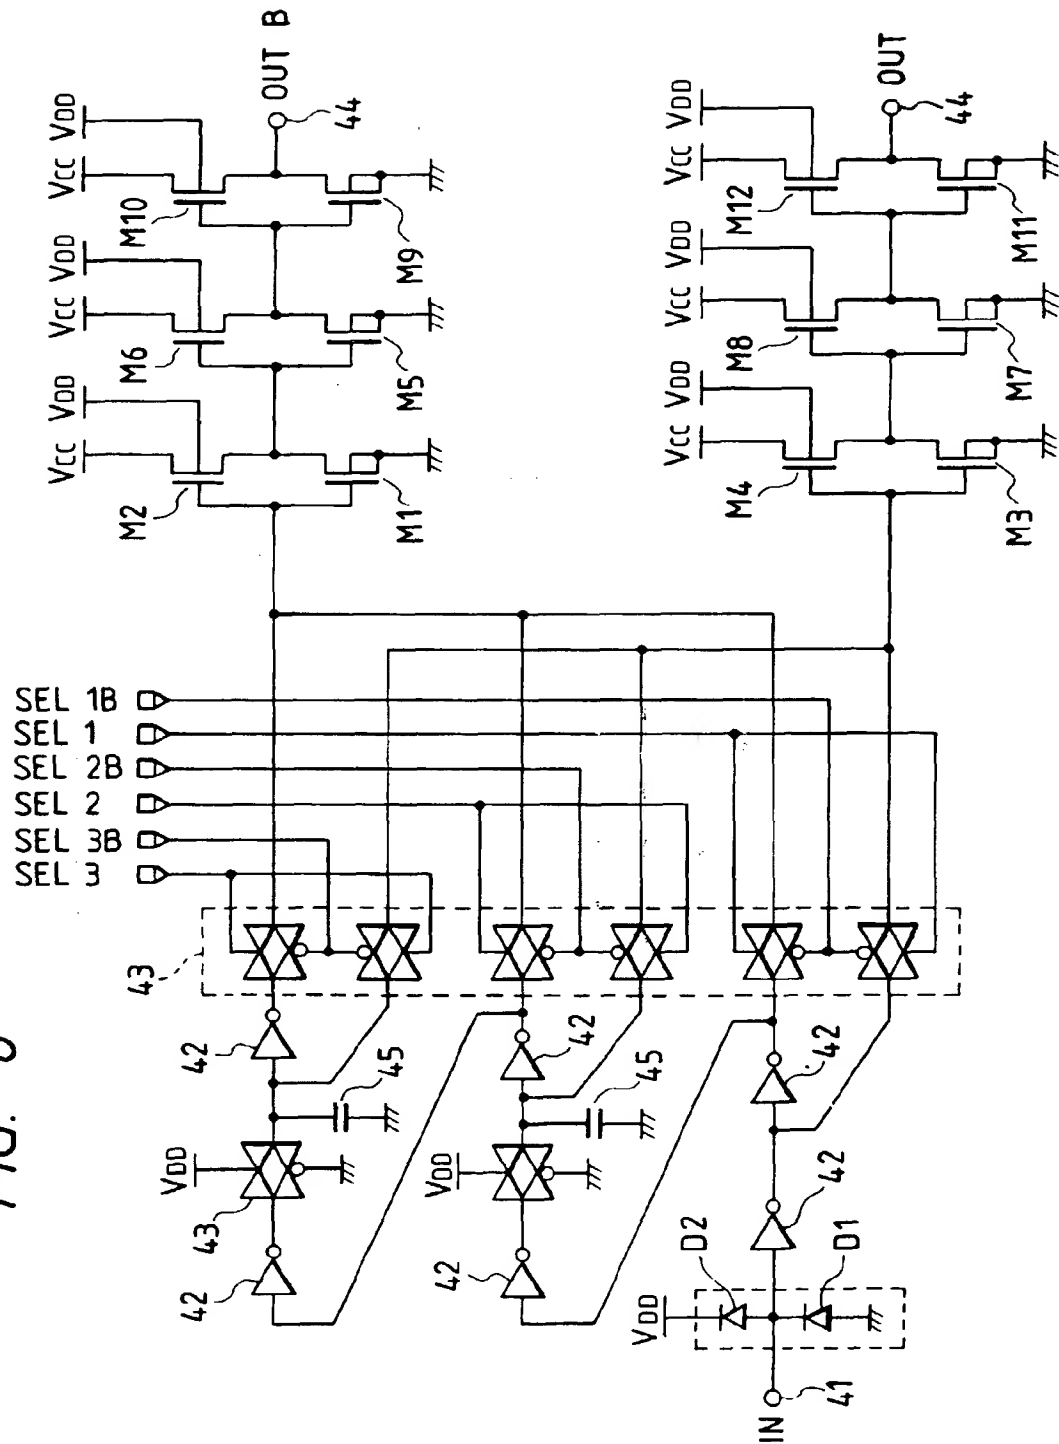 FIG.
SEL 1B
SEL 1
SEL 2B
SEL 2
SEL 3B
SEL 3
VCC
VDD
VCC
VDD
VCC
VDD
M2
M6
M10
M1
M5
M9
OUT B
44
VCC
VDD
VCC
VDD
VCC
VDD
M4
M8
M12
M3
M7
M11
OUT
44
43
42
45
VDD
43
42
42
45
VDD
42
42
42
D2
D1
VDD
IN
41